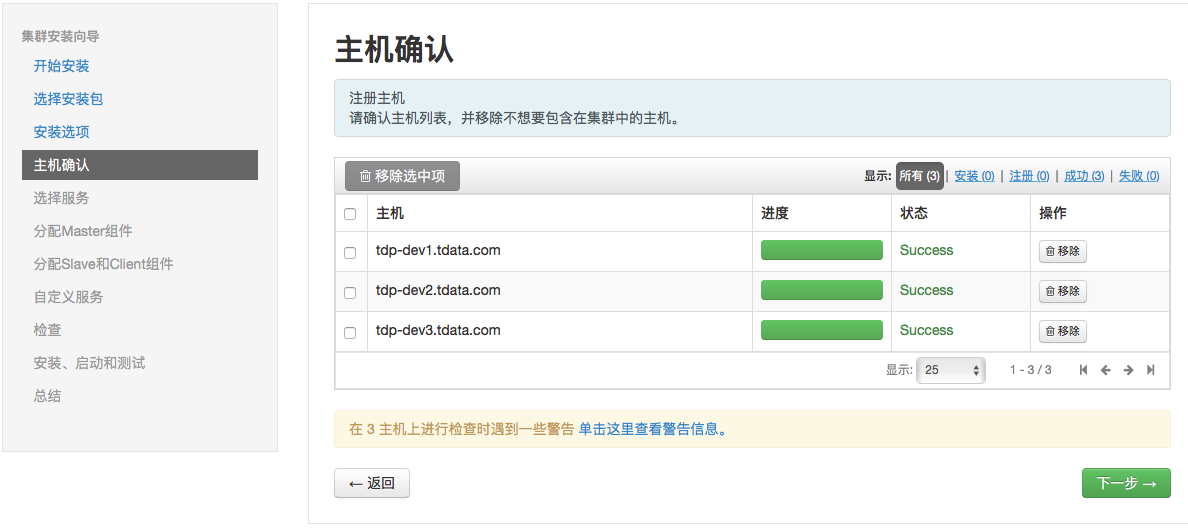 集群安装向导
开始安装
选择安装包
安装选项
主机确认
选择服务
分配Master组件
分配Slave和Client组件
自定义服务
检查
安装、启动和测试
总结
主机确认
注册主机
请确认主机列表，并移除不想要包含在集群中的主机。
移除选中项 显示: 所有 (3) | 安装 (0) | 注册 (0) | 成功 (3) | 失败 (0)
主机 进度 状态 操作
tdp-dev1.tdata.com Success 移除
tdp-dev2.tdata.com Success 移除
tdp-dev3.tdata.com Success 移除
显示: 25 1 - 3 / 3
在 3 主机上进行检查时遇到一些警告 单击这里查看警告信息。
← 返回 下一步 →